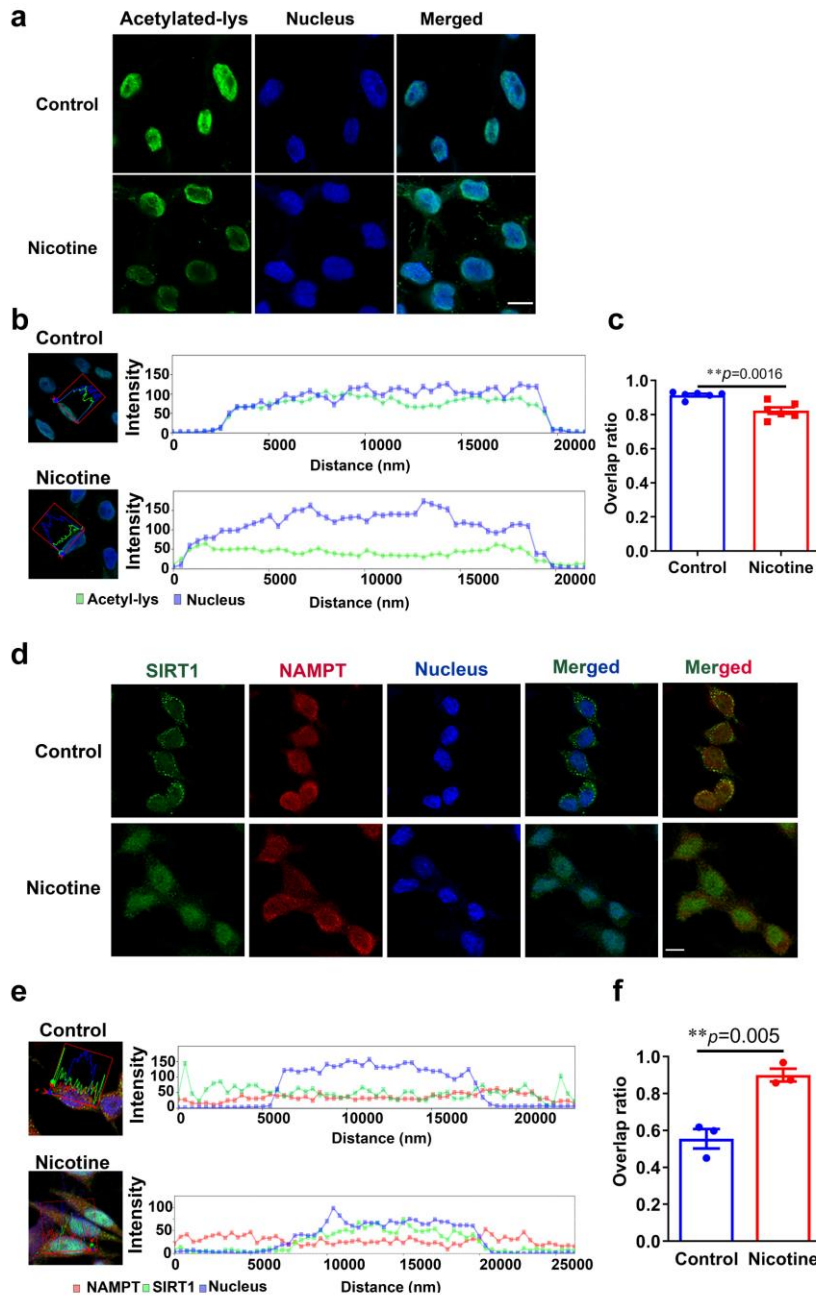 a
Acetylated-lys Nucleus Merged
Control
Nicotine
b
Control
Intensity
150
100
50
0
0 5000 10000 15000 20000
Distance (nm)
Nicotine
Intensity
150
100
50
0
0 5000 10000 15000 20000
Distance (nm)
Acetyl-lys Nucleus
c
**p=0.0016
Overlap ratio
1.0
0.8
0.6
0.4
0.2
0.0
Control Nicotine
d
SIRT1 NAMPT Nucleus Merged Merged
Control
Nicotine
e
Control
Intensity
150
100
50
0
0 5000 10000 15000 20000
Distance (nm)
Nicotine
Intensity
100
50
0
0 5000 10000 15000 20000 25000
Distance (nm)
NAMPT SIRT1 Nucleus
f
**p=0.005
Overlap ratio
1.0
0.8
0.6
0.4
0.2
0.0
Control Nicotine